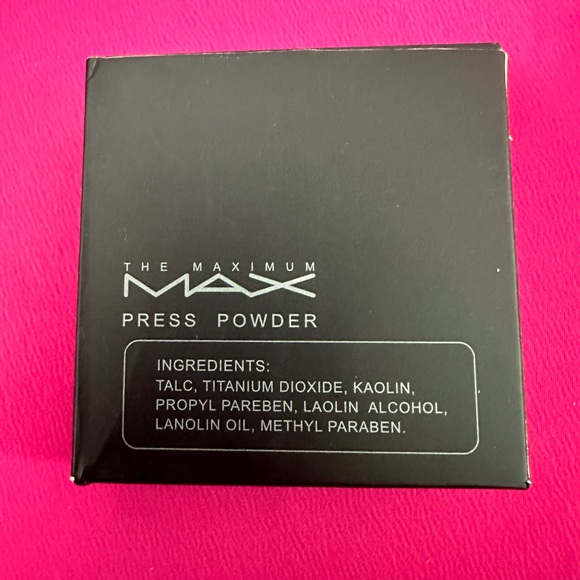 THE MAXIMUM
MAX
PRESS POWDER
INGREDIENTS:
TALC, TITANIUM DIOXIDE, KAOLIN,
PROPYL PAREBEN, LAOLIN ALCOHOL,
LANOLIN OIL, METHYL PARABEN.